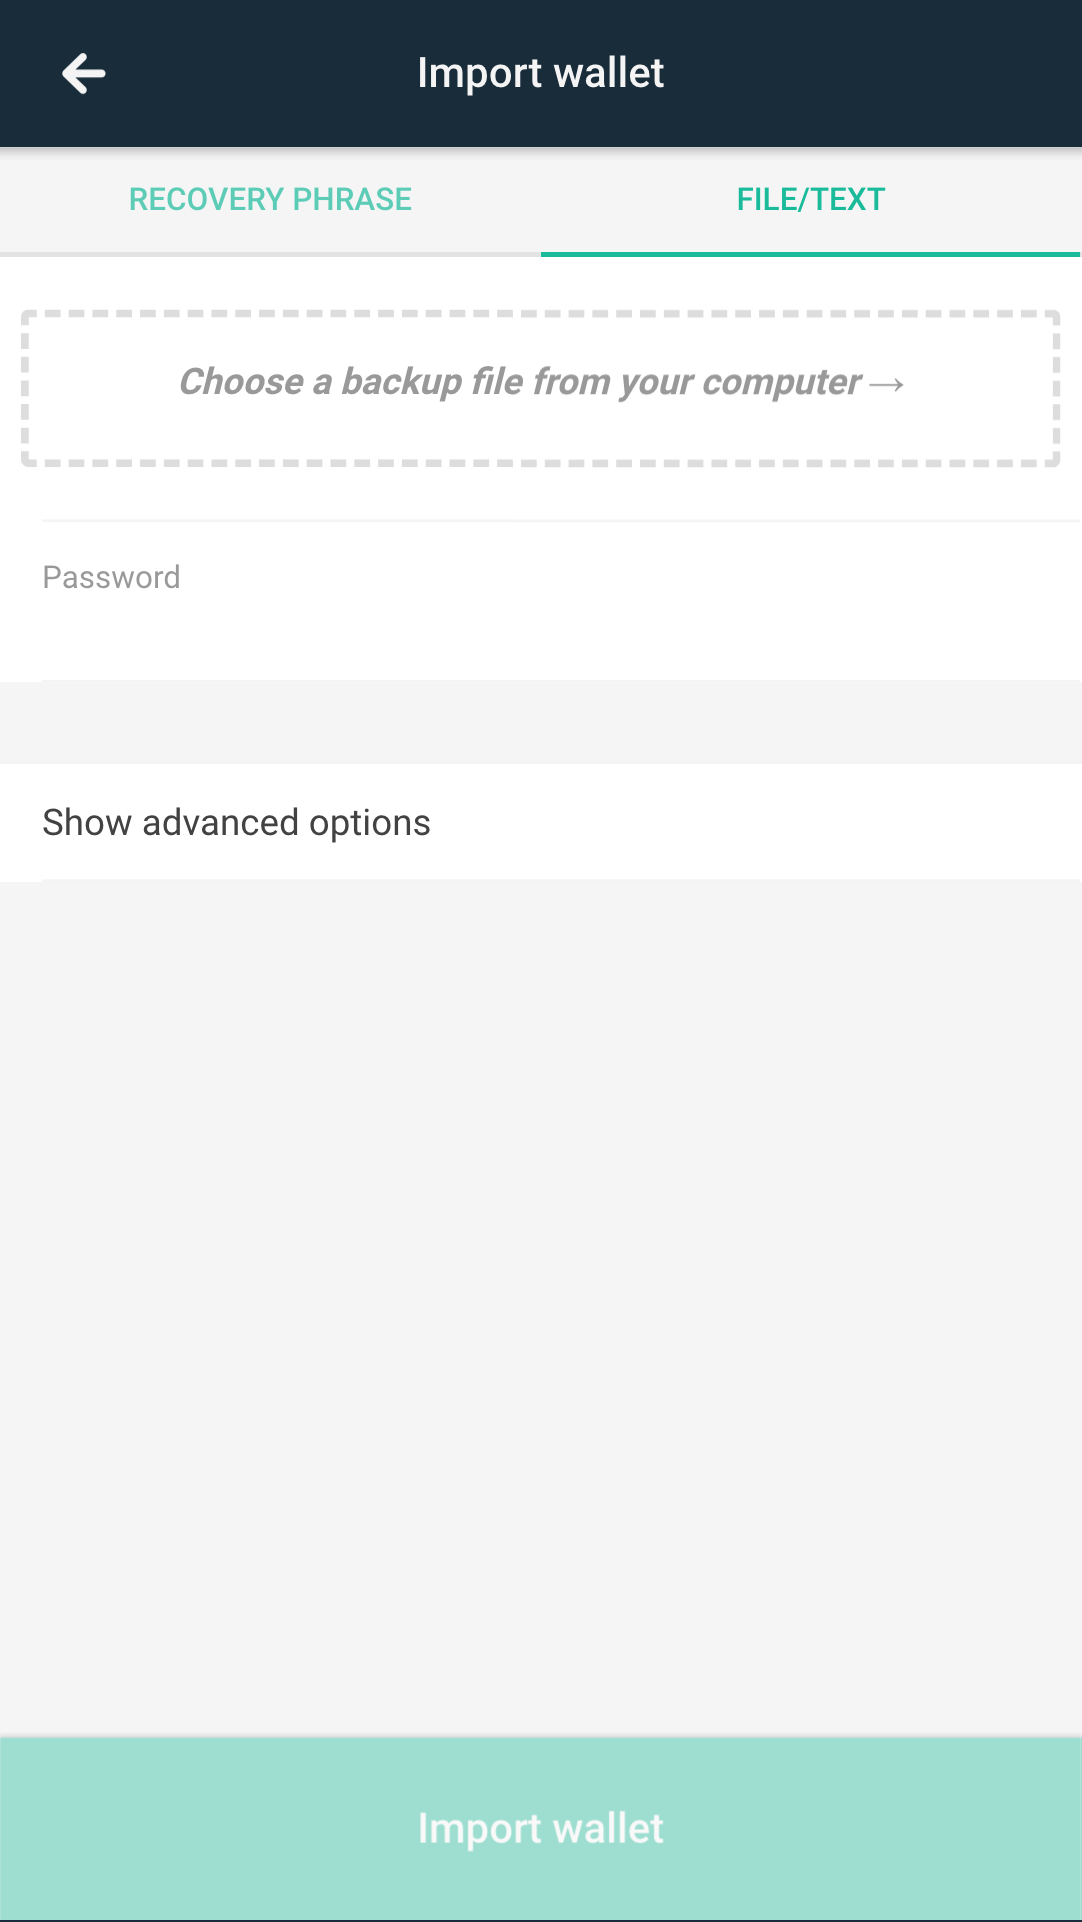 Import wallet
RECOVERY PHRASE
FILE/TEXT
Choose a backup file from your computer →
Password
Show advanced options
Import wallet